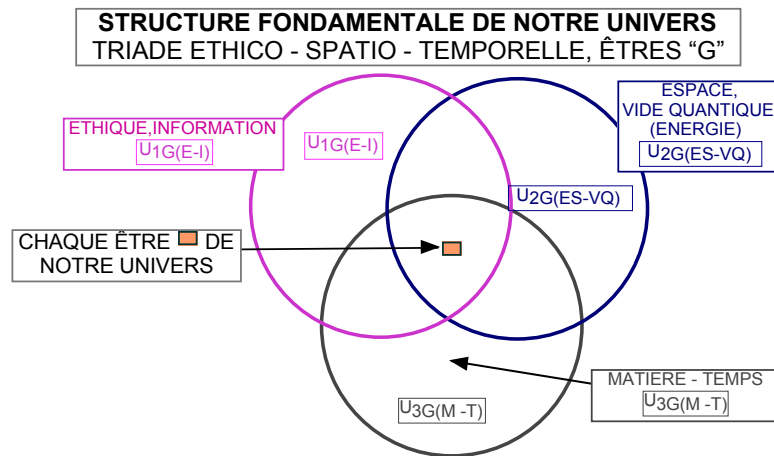 STRUCTURE FONDAMENTALE DE NOTRE UNIVERS
TRIADE ETHICO - SPATIO - TEMPORELLE, ÊTRES “G”
ETHIQUE,INFORMATION
U1G(E-I)
U1G(E-I)
ESPACE,
VIDE QUANTIQUE
(ENERGIE)
U2G(ES-VQ)
U2G(ES-VQ)
CHAQUE ÊTRE DE
NOTRE UNIVERS
MATIERE - TEMPS
U3G(M -T)
U3G(M -T)